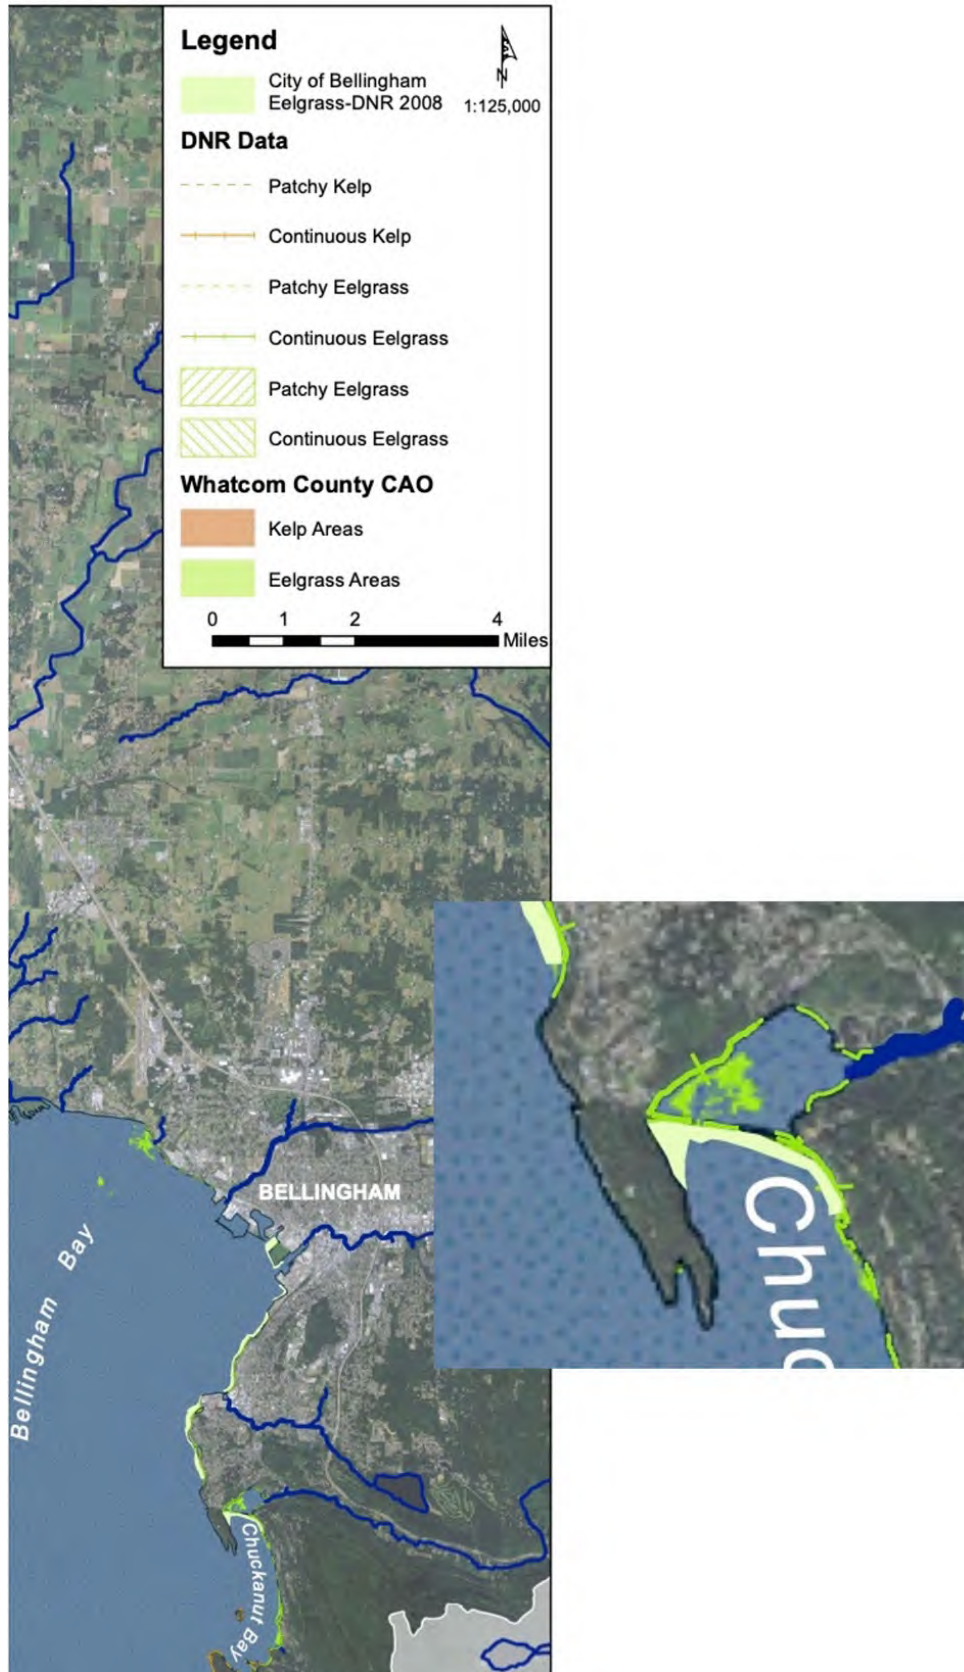 Legend
City of Bellingham
Eelgrass-DNR 2008
N
1:125,000
DNR Data
Patchy Kelp
Continuous Kelp
Patchy Eelgrass
Continuous Eelgrass
Patchy Eelgrass
Continuous Eelgrass
Whatcom County CAO
Kelp Areas
Eelgrass Areas
0 1 2 4
Miles
BELLINGHAM
Bellingham Bay
Chuckanut Bay
Chuc